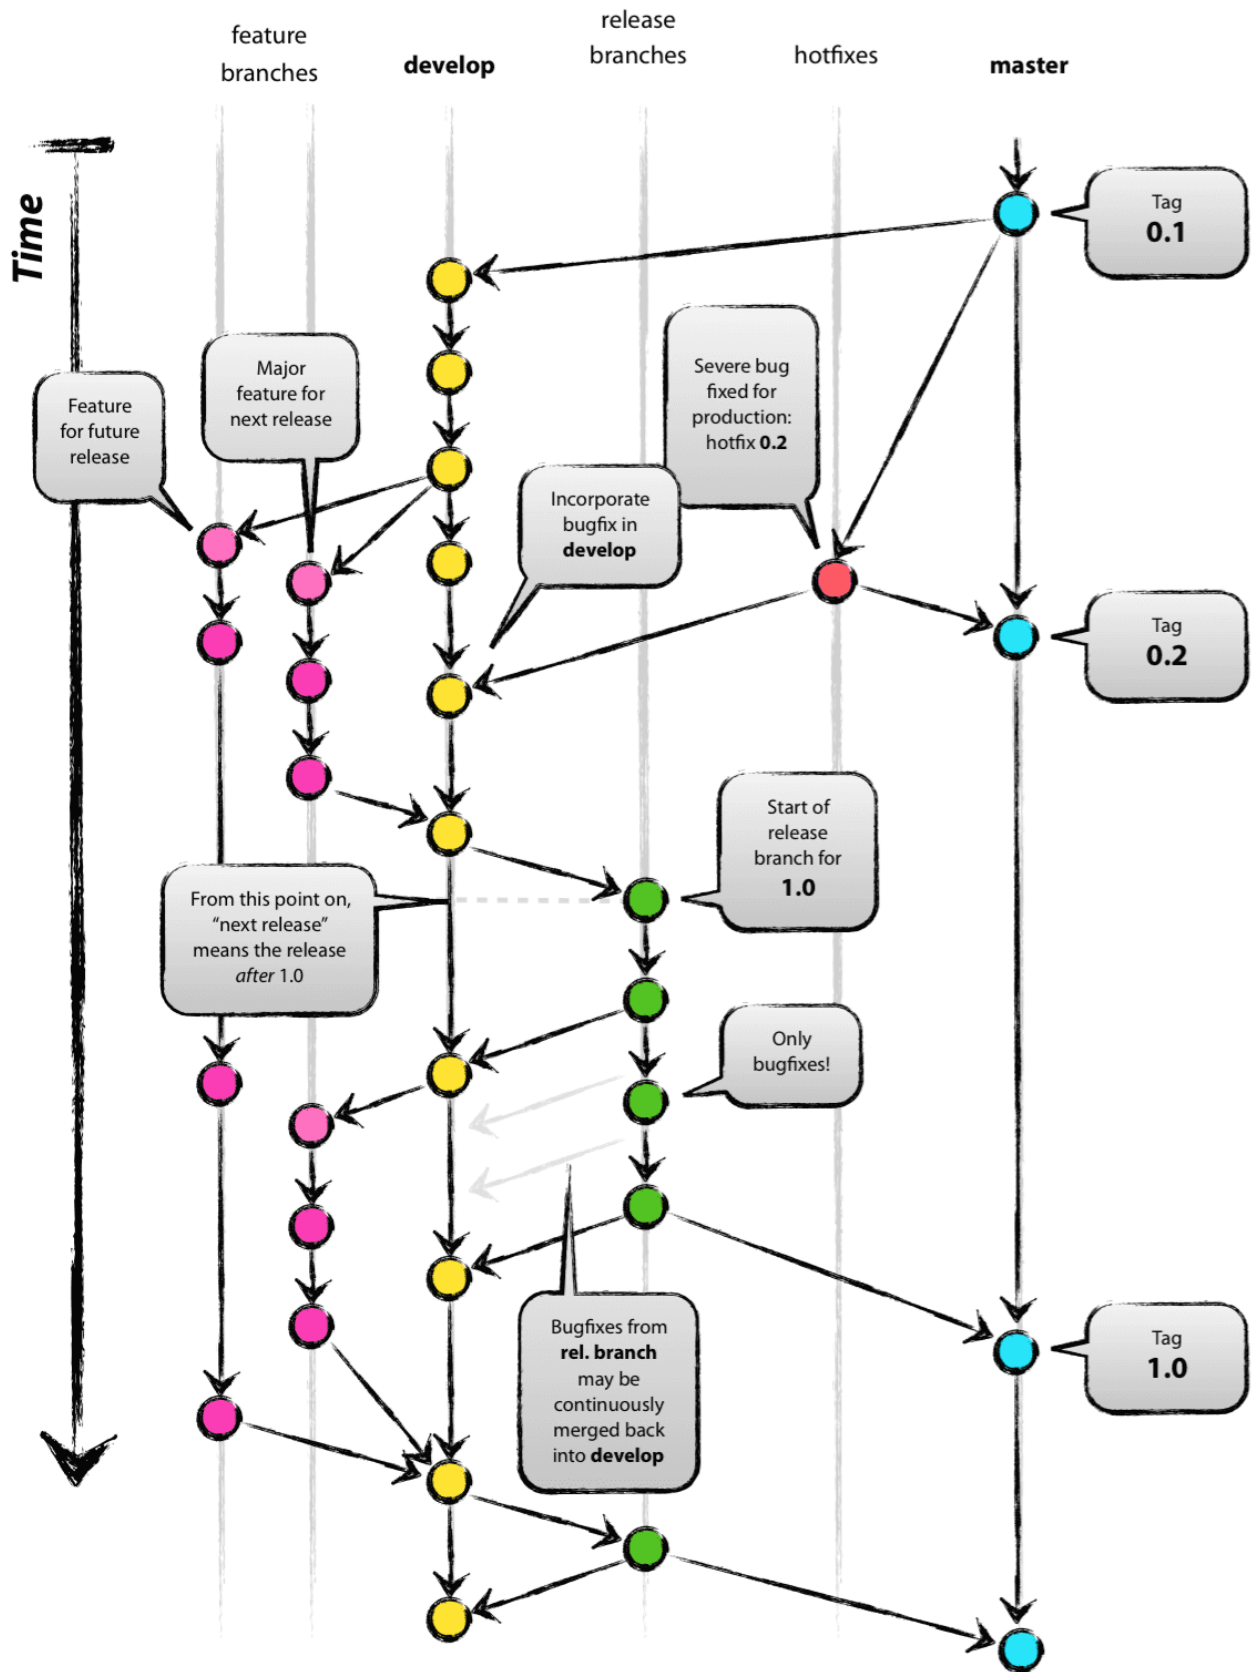 feature
branches
develop
release
branches
hotfixes
master
Time
Tag
0.1
Major
feature for
next release
Severe bug
fixed for
production:
hotfix 0.2
Feature
for future
release
Incorporate
bugfix in
develop
Tag
0.2
Start of
release
branch for
1.0
From this point on,
“next release”
means the release
after 1.0
Only
bugfixes!
Bugfixes from
rel. branch
may be
continuously
merged back
into develop
Tag
1.0